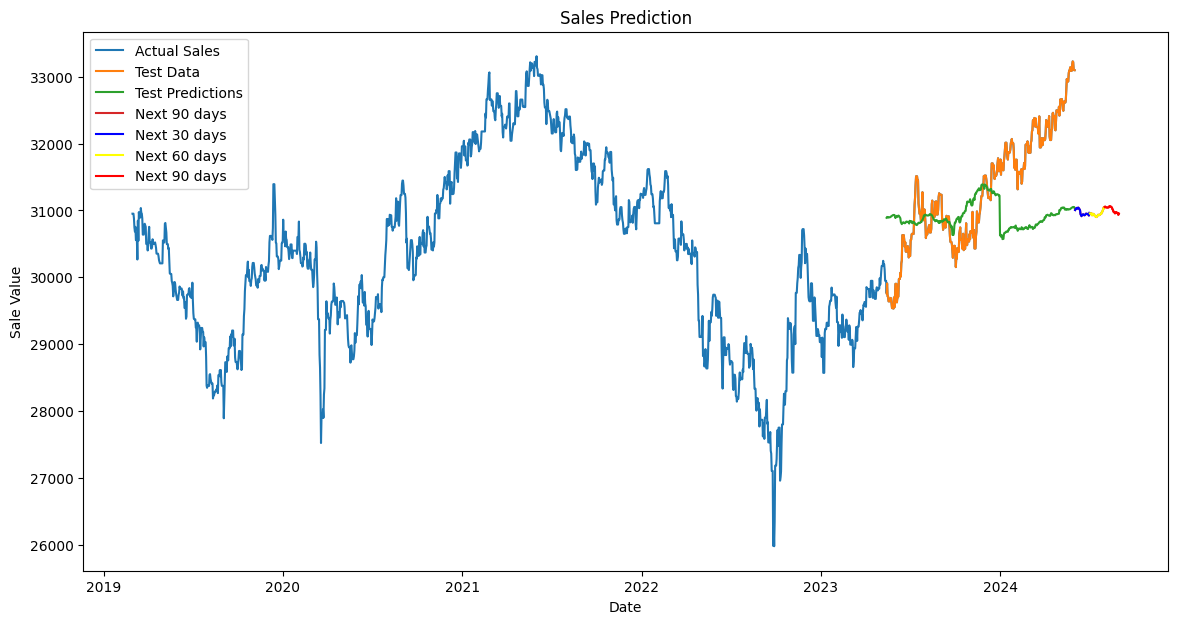 Sales Prediction
Actual Sales
Test Data
Test Predictions
Next 90 days
Next 30 days
Next 60 days
Next 90 days
Sale Value
33000
32000
31000
30000
29000
28000
27000
26000
2019
2020
2021
2022
2023
2024
Date